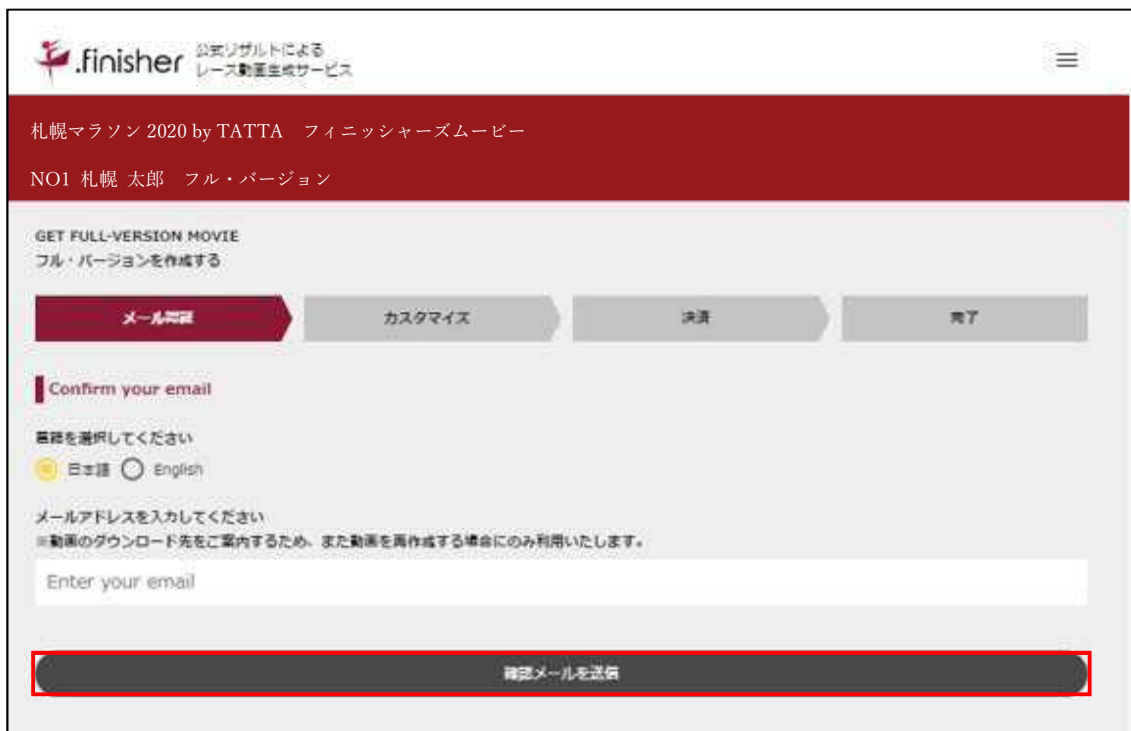 .finisher 公式リザルトによる
レース動画生成サービス
札幌マラソン 2020 by TATTA フィニッシャーズムービー
NO1 札幌 太郎 フル・バージョン
GET FULL-VERSION MOVIE
フル・バージョンを作成する
メール認証 カスタマイズ 決済 完了
Confirm your email
言語を選択してください
日本語 English
メールアドレスを入力してください
※動画のダウンロード先をご案内するため、また動画を再作成する場合にのみ利用いたします。
Enter your email
確認メールを送信